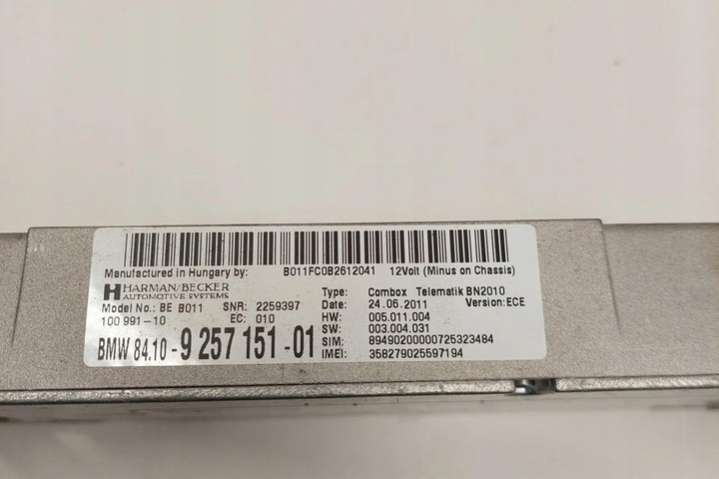 Manufactured in Hungary by: B011FC0B2612041 12Volt (Minus on Chassis)
HARMAN/BECKER
AUTOMOTIVE SYSTEMS
Model No.: BE B011 SNR: 2259397
100 991-10 EC: 010
BMW 84.10-9 257 151-01
Type: Combox Telematik BN2010
Date: 24.06.2011 Version: ECE
HW: 005.011.004
SW: 003.004.031
SIM: 89490200000725323484
IMEI: 358279025597194